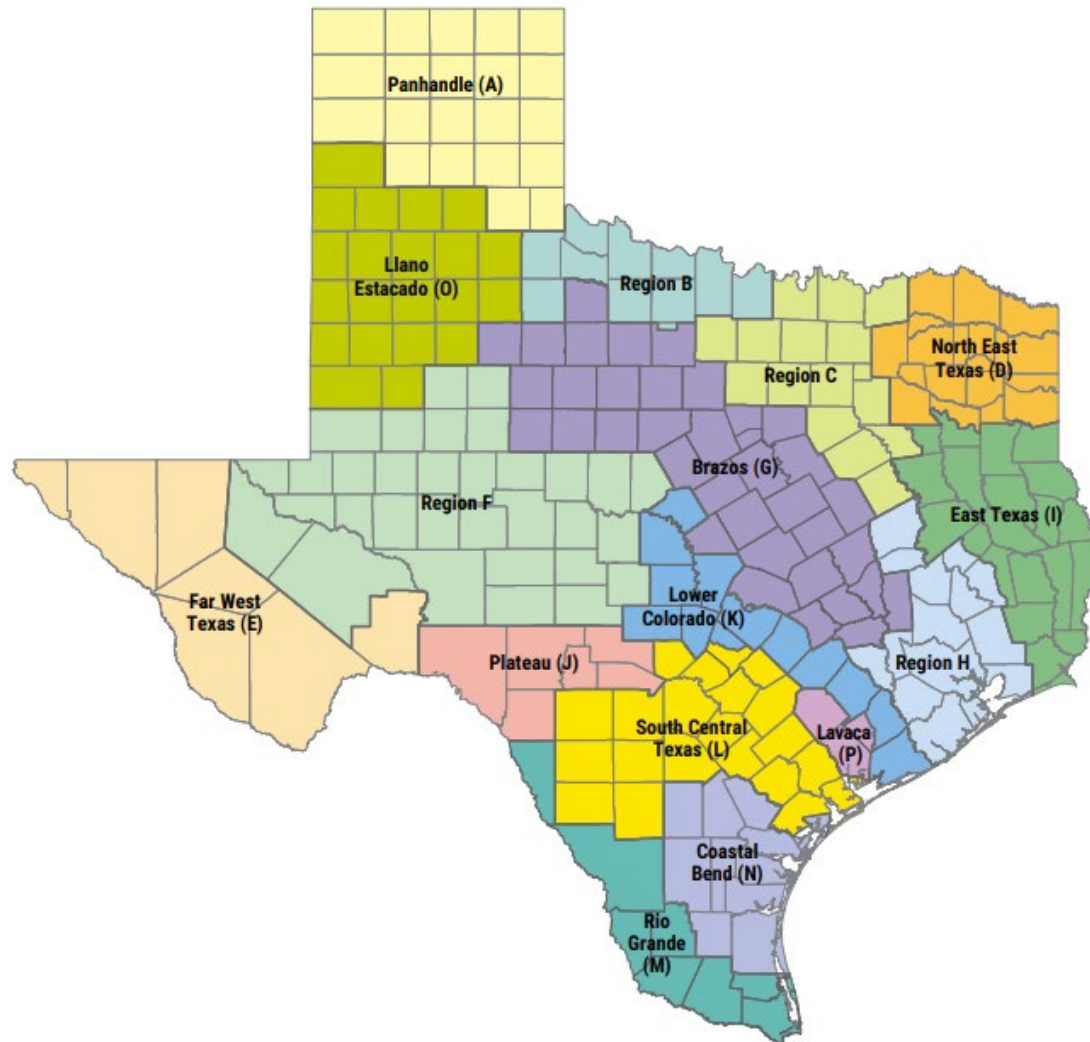 Panhandle (A)
Llano
Estacado (O)
Region B
North East
Texas (D)
Region C
Brazos (G)
Region F
East Texas (I)
Far West
Texas (E)
Lower
Colorado (K)
Plateau (J)
Region H
South Central
Texas (L)
Lavaca
(P)
Coastal
Bend (N)
Rio
Grande
(M)